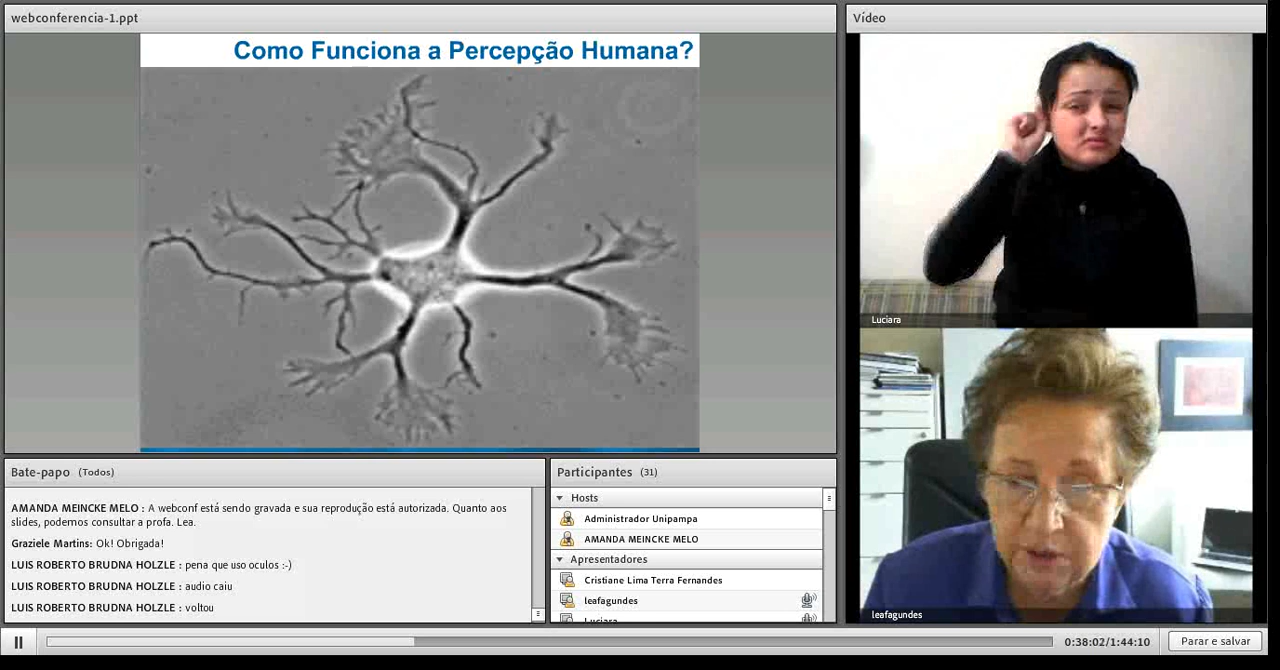 webconferencia-1.ppt
Como Funciona a Percepção Humana?
Vídeo
Luciara
leafagundes
Bate-papo (Todos)
AMANDA MEINCKE MELO : A webconf está sendo gravada e sua reprodução está autorizada. Quanto aos
slides, podemos consultar a profa. Lea.
Graziele Martins: Ok! Obrigada!
LUIS ROBERTO BRUDNA HOLZLE : pena que uso oculos :-)
LUIS ROBERTO BRUDNA HOLZLE : audio caiu
LUIS ROBERTO BRUDNA HOLZLE : voltou
Participantes (31)
Hosts
Administrador Unipampa
AMANDA MEINCKE MELO
Apresentadores
Cristiane Lima Terra Fernandes
leafagundes
Luciara
0:38:02/1:44:10
Parar e salvar